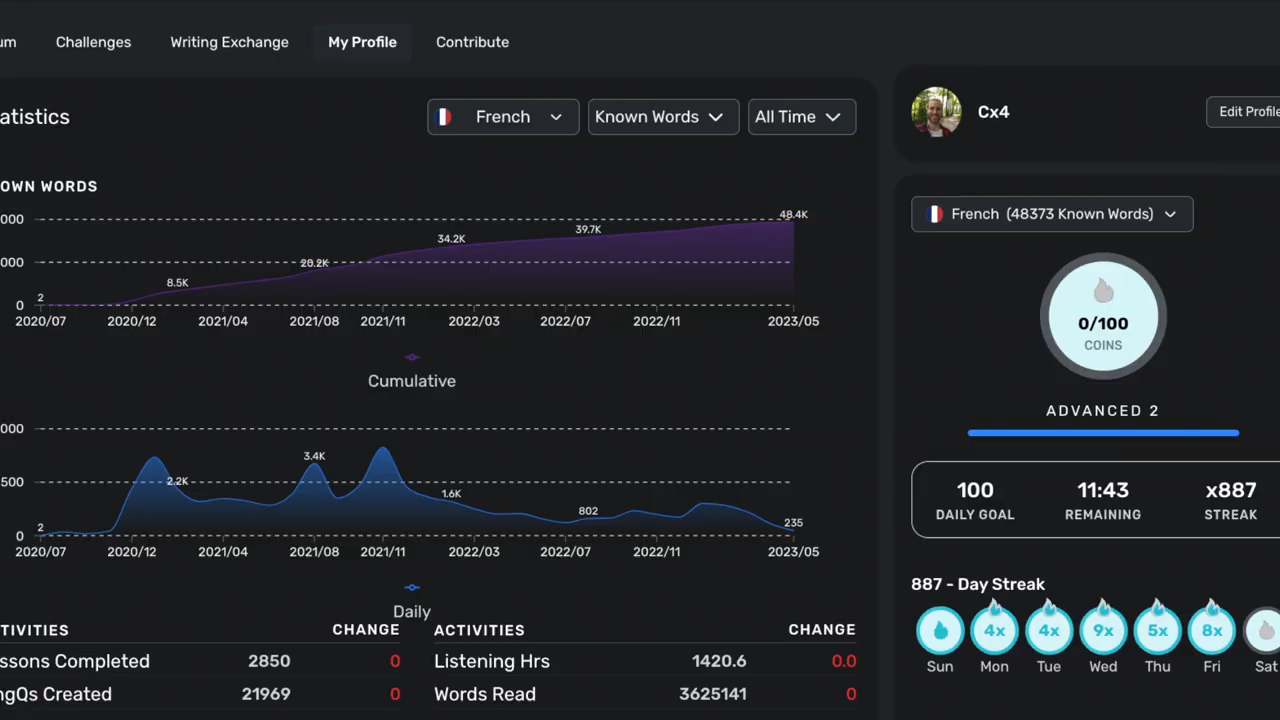 um Challenges Writing Exchange My Profile Contribute
atistics
French Known Words All Time
OWN WORDS
000
000
0
2
8.5K
20.2K
34.2K
39.7K
48.4K
2020/07 2020/12 2021/04 2021/08 2021/11 2022/03 2022/07 2022/11 2023/05
Cumulative
000
500
0
2
2.2K
3.4K
1.6K
802
235
2020/07 2020/12 2021/04 2021/08 2021/11 2022/03 2022/07 2022/11 2023/05
Daily
TIVITIES CHANGE
ssons Completed 2850 0
ngQs Created 21969 0
ACTIVITIES CHANGE
Listening Hrs 1420.6 0.0
Words Read 3625141 0
Cx4
Edit Profile
French (48373 Known Words)
0/100
COINS
ADVANCED 2
100 11:43 x887
DAILY GOAL REMAINING STREAK
887 - Day Streak
4x 4x 9x 5x 8x
Sun Mon Tue Wed Thu Fri Sat